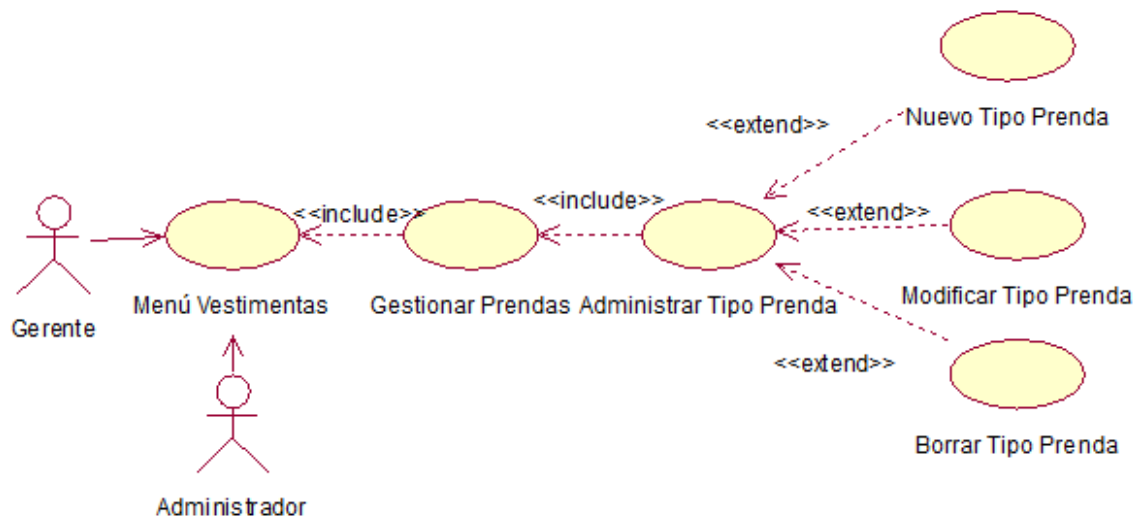 Nuevo Tipo Prenda
<<extend>>
<<include>>
<<include>>
<<extend>>
Modificar Tipo Prenda
Menú Vestimentas
Gestionar Prendas
Administrar Tipo Prenda
Gerente
<<extend>>
Borrar Tipo Prenda
Administrador